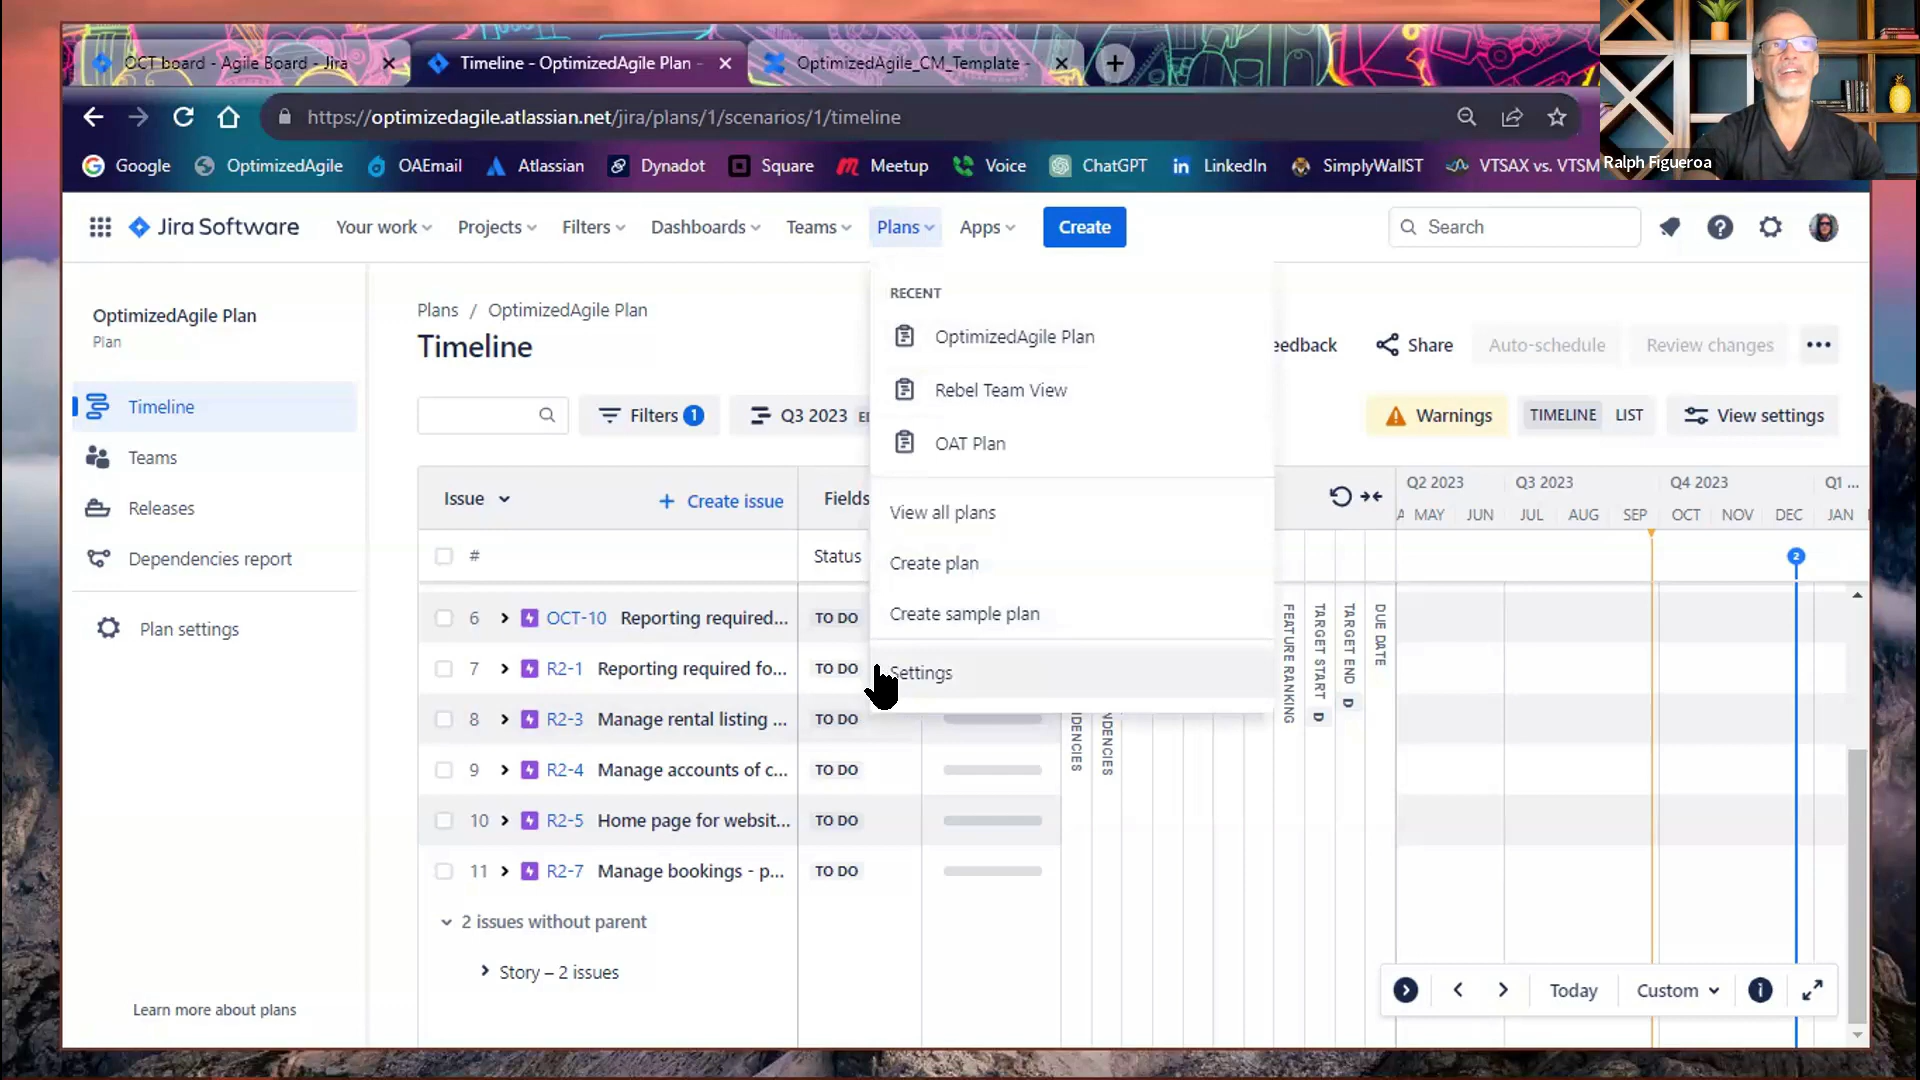 OCT board - Agile Board - Jira
Timeline - OptimizedAgile Plan -
OptimizedAgile_CM_Template -
https://optimizedagile.atlassian.net/jira/plans/1/scenarios/1/timeline
Google
OptimizedAgile
OAEmail
Atlassian
Dynadot
Square
Meetup
Voice
ChatGPT
LinkedIn
SimplyWallST
VTSAX vs. VTSM
Ralph Figueroa
Jira Software
Your work
Projects
Filters
Dashboards
Teams
Plans
Apps
Create
Search
OptimizedAgile Plan
Plan
Timeline
Teams
Releases
Dependencies report
Plan settings
Learn more about plans
Plans / OptimizedAgile Plan
Timeline
eedback
Share
Auto-schedule
Review changes
Filters 1
Q3 2023
Warnings
TIMELINE
LIST
View settings
RECENT
OptimizedAgile Plan
Rebel Team View
OAT Plan
View all plans
Create plan
Create sample plan
Settings
Issue
+ Create issue
Fields
Q2 2023
Q3 2023
Q4 2023
Q1 ...
A MAY JUN JUL AUG SEP OCT NOV DEC JAN
#
Status
2
6 OCT-10 Reporting required... TO DO
7 R2-1 Reporting required fo... TO DO
8 R2-3 Manage rental listing ... TO DO
9 R2-4 Manage accounts of c... TO DO
10 R2-5 Home page for websit... TO DO
11 R2-7 Manage bookings - p... TO DO
2 issues without parent
Story – 2 issues
NDENCIES
FEATURE RANKING
TARGET START D
TARGET END D
DUE DATE
Today
Custom